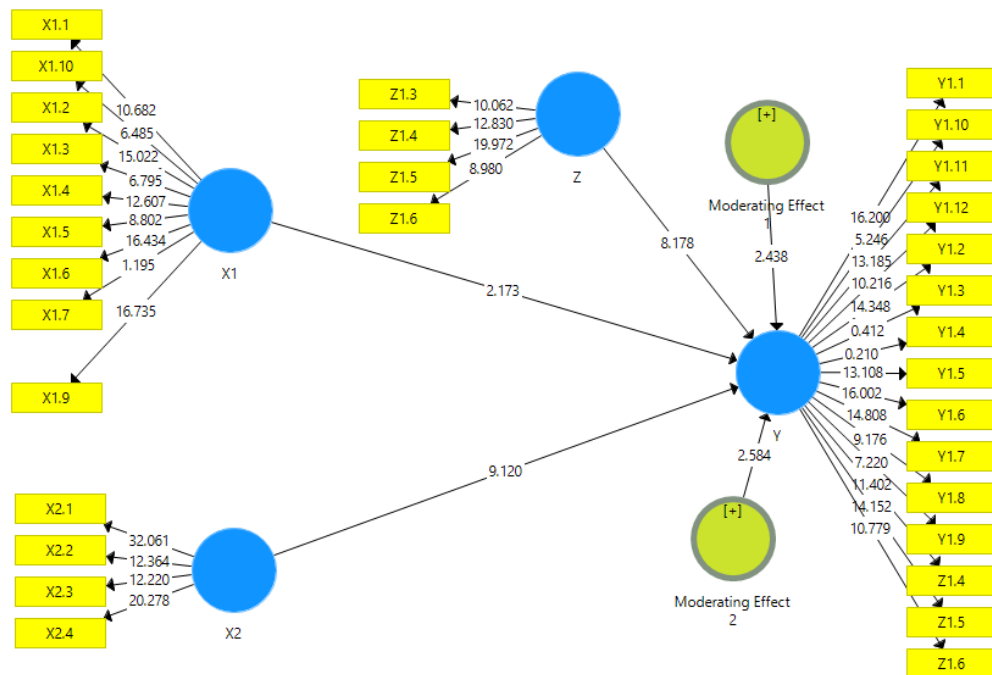 X1.1
X1.10
X1.2
X1.3
X1.4
X1.5
X1.6
X1.7
X1.9
10.682
6.485
15.022
6.795
12.607
8.802
16.434
1.195
16.735
X1
Z1.3
Z1.4
Z1.5
Z1.6
10.062
12.830
19.972
8.980
Z
[+]
Moderating Effect
1
8.178
2.438
2.173
9.120
2.584
Y
[+]
Moderating Effect
2
X2.1
X2.2
X2.3
X2.4
32.061
12.364
12.220
20.278
X2
16.200
5.246
13.185
10.216
14.348
0.412
0.210
13.108
16.002
14.808
9.176
7.220
11.402
14.152
10.779
Y1.1
Y1.10
Y1.11
Y1.12
Y1.2
Y1.3
Y1.4
Y1.5
Y1.6
Y1.7
Y1.8
Y1.9
Z1.4
Z1.5
Z1.6